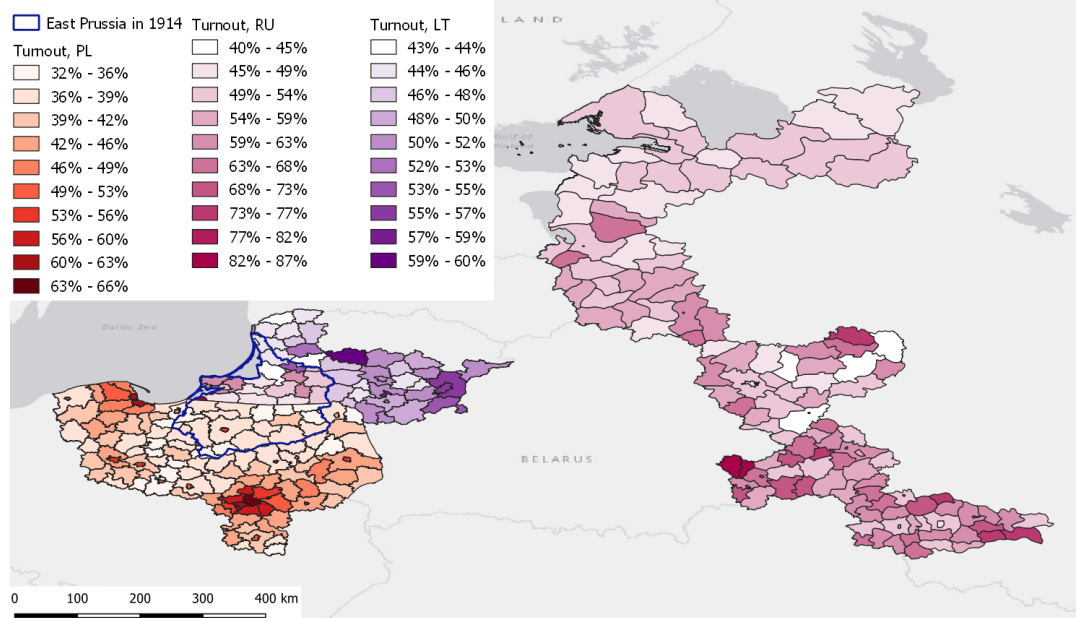 East Prussia in 1914
Turnout, PL
32% - 36%
36% - 39%
39% - 42%
42% - 46%
46% - 49%
49% - 53%
53% - 56%
56% - 60%
60% - 63%
63% - 66%
Turnout, RU
40% - 45%
45% - 49%
49% - 54%
54% - 59%
59% - 63%
63% - 68%
68% - 73%
73% - 77%
77% - 82%
82% - 87%
Turnout, LT
43% - 44%
44% - 46%
46% - 48%
48% - 50%
50% - 52%
52% - 53%
53% - 55%
55% - 57%
57% - 59%
59% - 60%
LAND
Gulf of
Baltic Sea
BELARUS
0 100 200 300 400 km